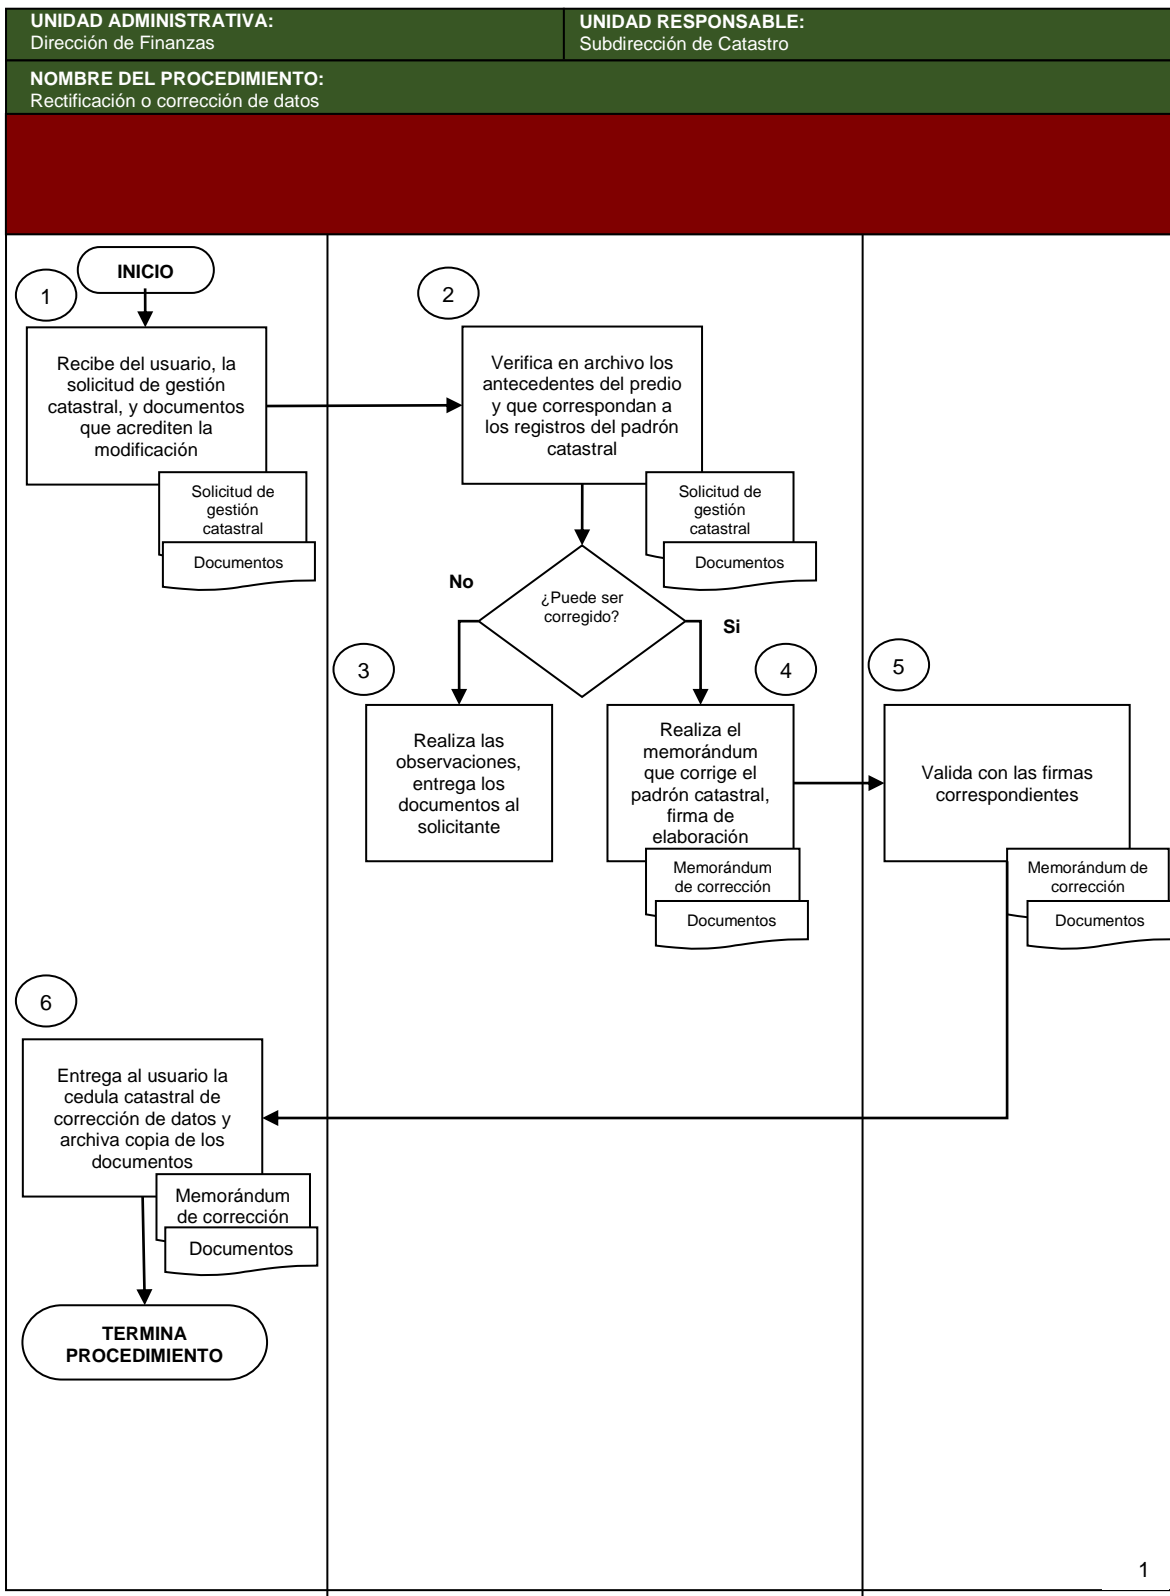 UNIDAD ADMINISTRATIVA:
Dirección de Finanzas
UNIDAD RESPONSABLE:
Subdirección de Catastro
NOMBRE DEL PROCEDIMIENTO:
Rectificación o corrección de datos
INICIO
1
Recibe del usuario, la
solicitud de gestión
catastral, y documentos
que acrediten la
modificación
Solicitud de
gestión
catastral
Documentos
2
Verifica en archivo los
antecedentes del predio
y que correspondan a
los registros del padrón
catastral
Solicitud de
gestión
catastral
Documentos
¿Puede ser
corregido?
No
Si
3
Realiza las
observaciones,
entrega los
documentos al
solicitante
4
Realiza el
memorándum
que corrige el
padrón catastral,
firma de
elaboración
Memorándum
de corrección
Documentos
5
Valida con las firmas
correspondientes
Memorándum de
corrección
Documentos
6
Entrega al usuario la
cedula catastral de
corrección de datos y
archiva copia de los
documentos
Memorándum
de corrección
Documentos
TERMINA
PROCEDIMIENTO
1